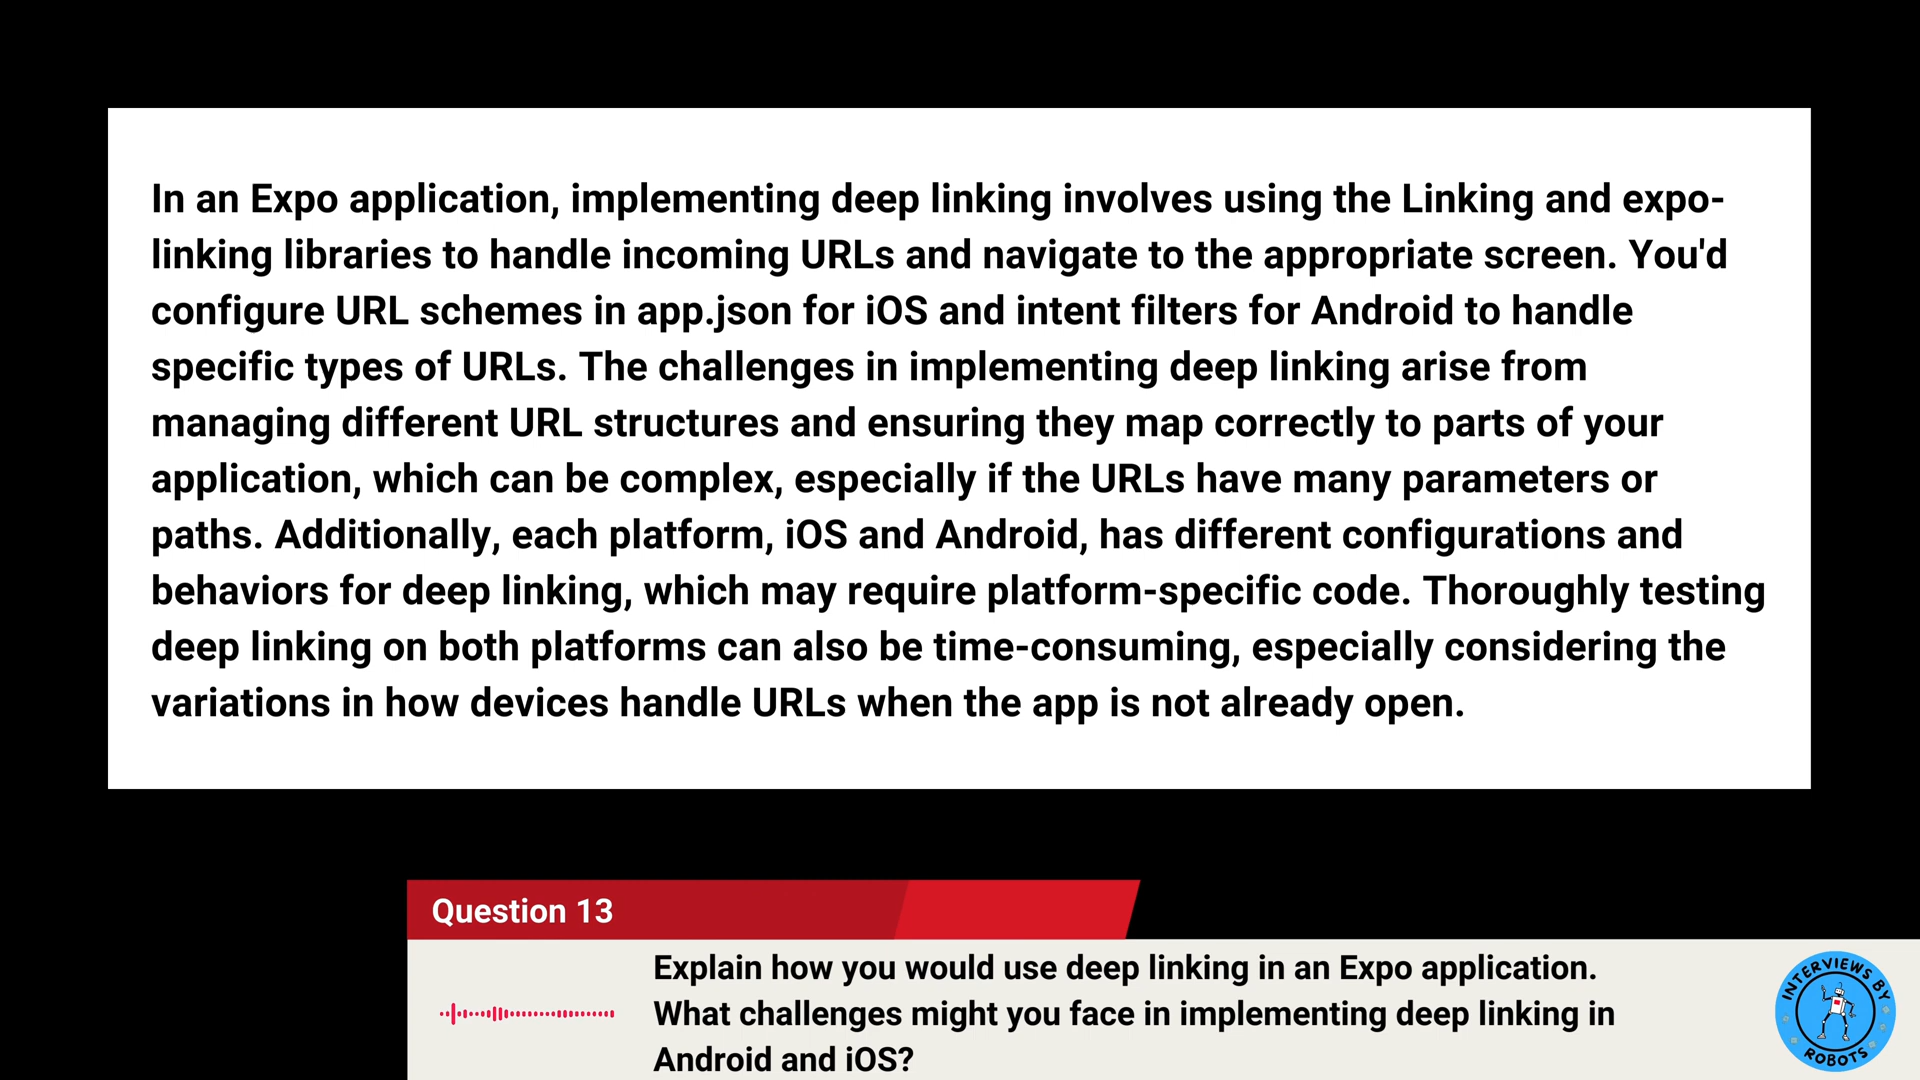 In an Expo application, implementing deep linking involves using the Linking and expo-
linking libraries to handle incoming URLs and navigate to the appropriate screen. You'd
configure URL schemes in app.json for iOS and intent filters for Android to handle
specific types of URLs. The challenges in implementing deep linking arise from
managing different URL structures and ensuring they map correctly to parts of your
application, which can be complex, especially if the URLs have many parameters or
paths. Additionally, each platform, iOS and Android, has different configurations and
behaviors for deep linking, which may require platform-specific code. Thoroughly testing
deep linking on both platforms can also be time-consuming, especially considering the
variations in how devices handle URLs when the app is not already open.
Question 13
Explain how you would use deep linking in an Expo application.
What challenges might you face in implementing deep linking in
Android and iOS?
INTERVIEWS BY
ROBOTS